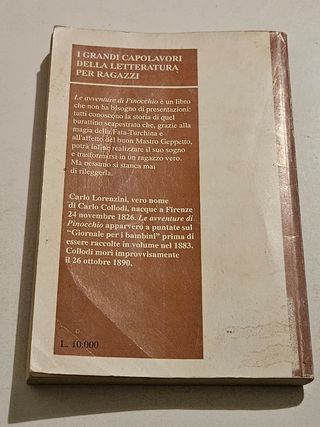 I GRANDI CAPOLAVORI
DELLA LETTERATURA
PER RAGAZZI
Le avventure di Pinocchio è un libro
che non ha bisogno di presentazioni:
tutti conoscono la storia di quel
burattino scapestrato che, grazie alla
magia della Fata-Turchina e
all'affetto del buon Mastro Geppetto,
potrà infine realizzare il suo sogno
e trasformarsi in un ragazzo vero.
Ma nessuno si stanca mai
di rileggerla.
Carlo Lorenzini, vero nome
di Carlo Collodi, nacque a Firenze
24 novembre 1826. Le avventure di
Pinocchio apparvero a puntate sul
“Giornale per i bambini” prima di
essere raccolte in volume nel 1883.
Collodi morì improvvisamente
il 26 ottobre 1890.
L. 10.000